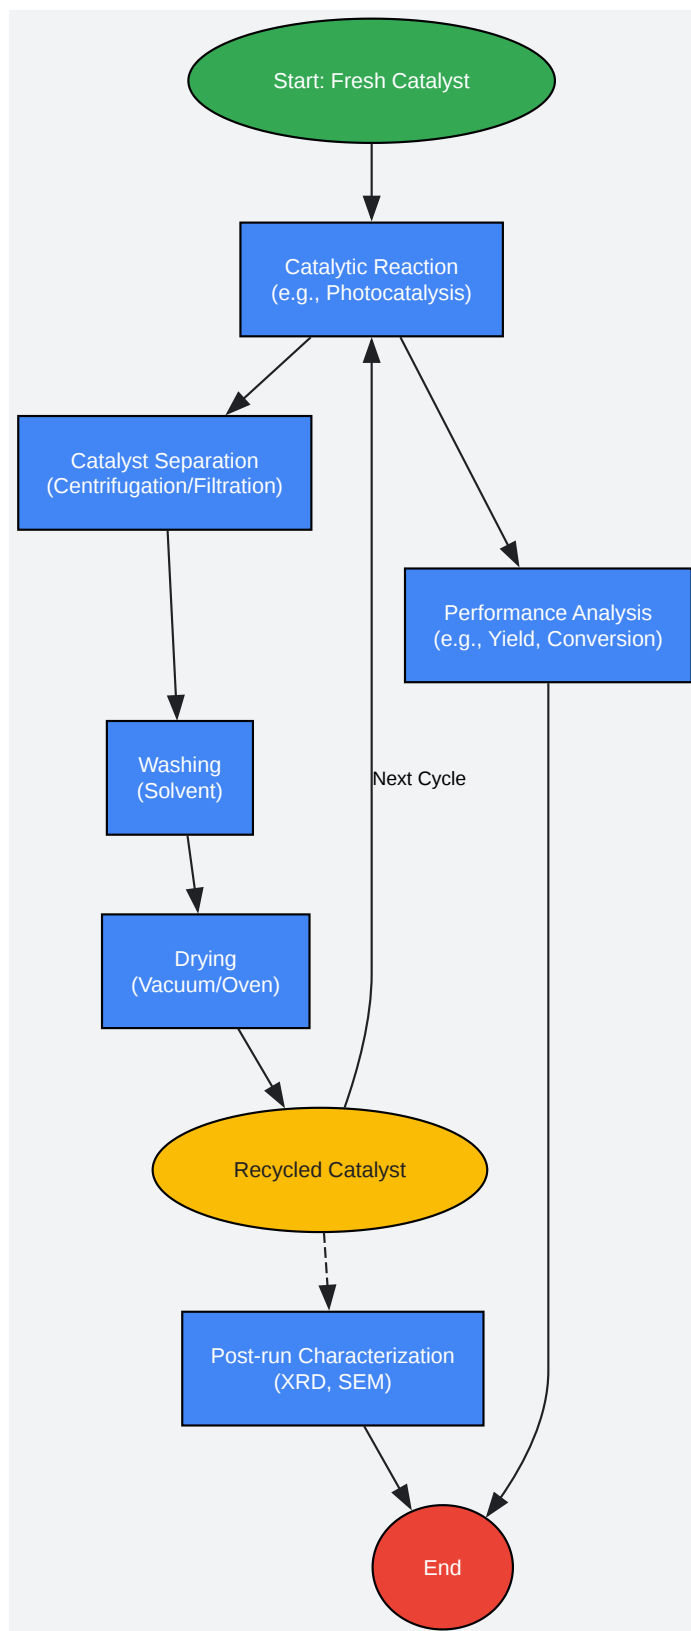 Start: Fresh Catalyst
Catalytic Reaction
(e.g., Photocatalysis)
Catalyst Separation
(Centrifugation/Filtration)
Performance Analysis
(e.g., Yield, Conversion)
Washing
(Solvent)
Next Cycle
Drying
(Vacuum/Oven)
Recycled Catalyst
Post-run Characterization
(XRD, SEM)
End